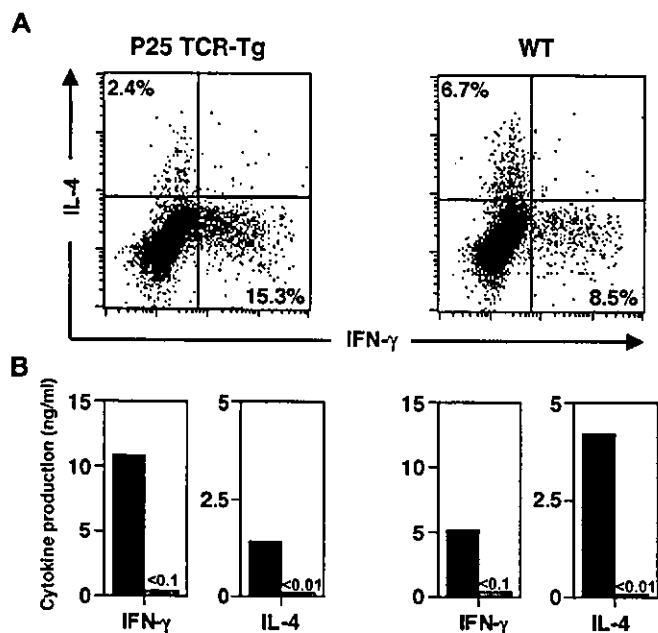 A
P25 TCR-Tg WT
2.4% 6.7%
IL-4
15.3% 8.5%
IFN-γ
B
Cytokine production (ng/ml)
15 5 15 5
10 10
2.5 2.5
5 5
<0.1 <0.01 <0.1 <0.01
0 0 0 0
IFN-γ IL-4 IFN-γ IL-4